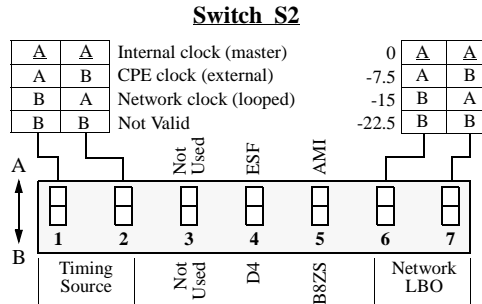 Switch S2
A A Internal clock (master) 0 A A
A B CPE clock (external) -7.5 A B
B A Network clock (looped) -15 B A
B B Not Valid -22.5 B B
A
Not Used
ESF
AMI
1 2 3 4 5 6 7
B
Timing Source
Not Used
D4
B8ZS
Network LBO